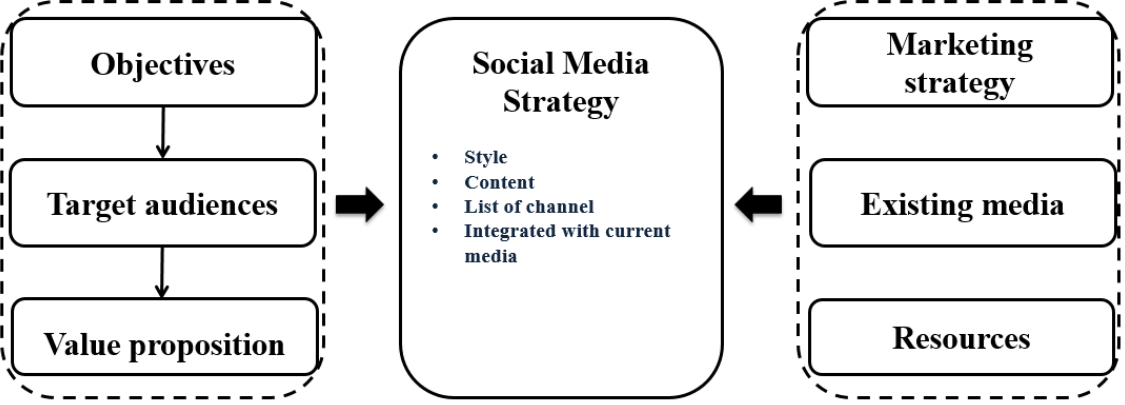 Objectives
Target audiences
Value proposition
Social Media
Strategy
• Style
• Content
• List of channel
• Integrated with current
media
Marketing
strategy
Existing media
Resources